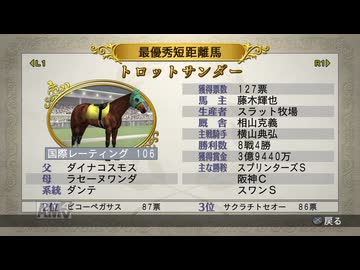 L1
最優秀短距離馬
R1
トロットサンダー
獲得票数 127票
馬主 藤木輝也
生産者 スラット牧場
厩舎 相山克義
主戦騎手 横山典弘
勝利数 8戦4勝
獲得賞金 3億9440万
主な勝鞍 スプリンターズS
阪神C
スワンS
国際レーティング 106
父 ダイナコスモス
母 ラセーヌワンダ
系統 ダンテ
2位 ビコーペガサス 87票
3位 サクラチトセオー 86票
戻る